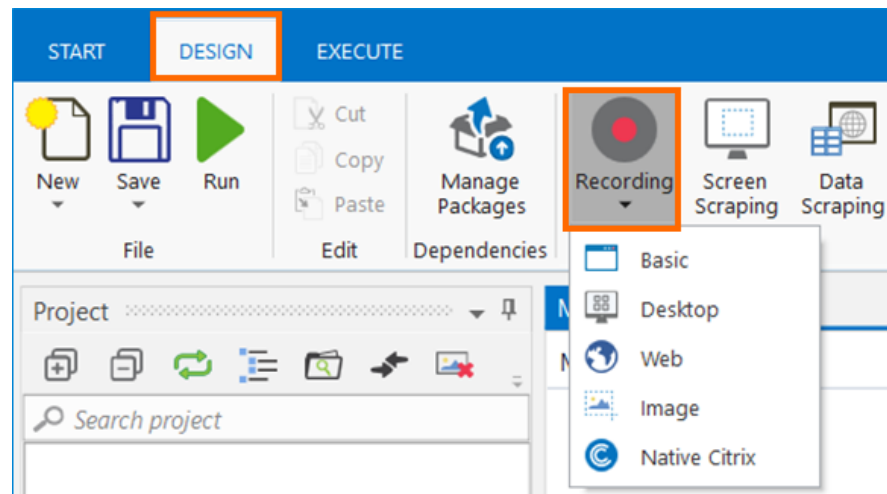 START DESIGN EXECUTE
New Save Run Cut Copy Paste Manage Packages Recording Screen Scraping Data Scraping
File Edit Dependencies
Basic
Desktop
Web
Image
Native Citrix
Project
Search project